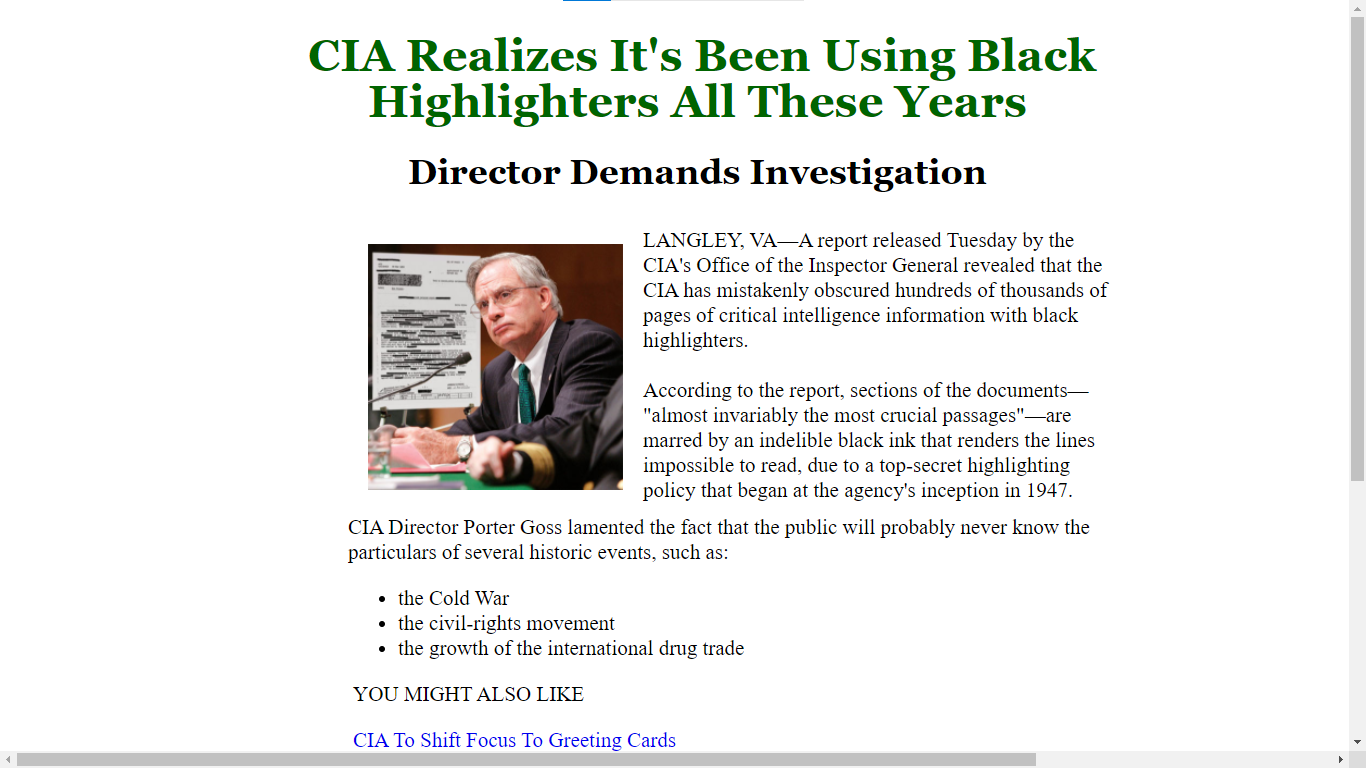 CIA Realizes It's Been Using Black
Highlighters All These Years
Director Demands Investigation
LANGLEY, VA—A report released Tuesday by the
CIA's Office of the Inspector General revealed that the
CIA has mistakenly obscured hundreds of thousands of
pages of critical intelligence information with black
highlighters.
According to the report, sections of the documents—
"almost invariably the most crucial passages"—are
marred by an indelible black ink that renders the lines
impossible to read, due to a top-secret highlighting
policy that began at the agency's inception in 1947.
CIA Director Porter Goss lamented the fact that the public will probably never know the
particulars of several historic events, such as:
• the Cold War
• the civil-rights movement
• the growth of the international drug trade
YOU MIGHT ALSO LIKE
CIA To Shift Focus To Greeting Cards